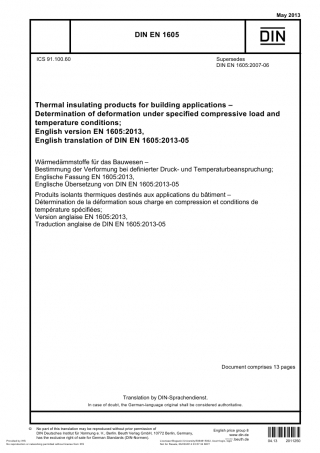 May 2013
DIN EN 1605
DIN
ICS 91.100.60
Supersedes
DIN EN 1605:2007-06
Thermal insulating products for building applications –
Determination of deformation under specified compressive load and
temperature conditions;
English version EN 1605:2013,
English translation of DIN EN 1605:2013-05
Wärmedämmstoffe für das Bauwesen –
Bestimmung der Verformung bei definierter Druck- und Temperaturbeanspruchung;
Englische Fassung EN 1605:2013,
Englische Übersetzung von DIN EN 1605:2013-05
Produits isolants thermiques destinés aux applications du bâtiment –
Détermination de la déformation sous charge en compression et conditions de
température spécifiées;
Version anglaise EN 1605:2013,
Traduction anglaise de DIN EN 1605:2013-05
Document comprises 13 pages
Translation by DIN-Sprachendienst.
In case of doubt, the German-language original shall be considered authoritative.
© No part of this translation may be reproduced without prior permission of
DIN Deutsches Institut für Normung e. V., Berlin. Beuth Verlag GmbH, 10772 Berlin, Germany,
has the exclusive right of sale for German Standards (DIN-Normen).
English price group 9
www.din.de
www.beuth.de